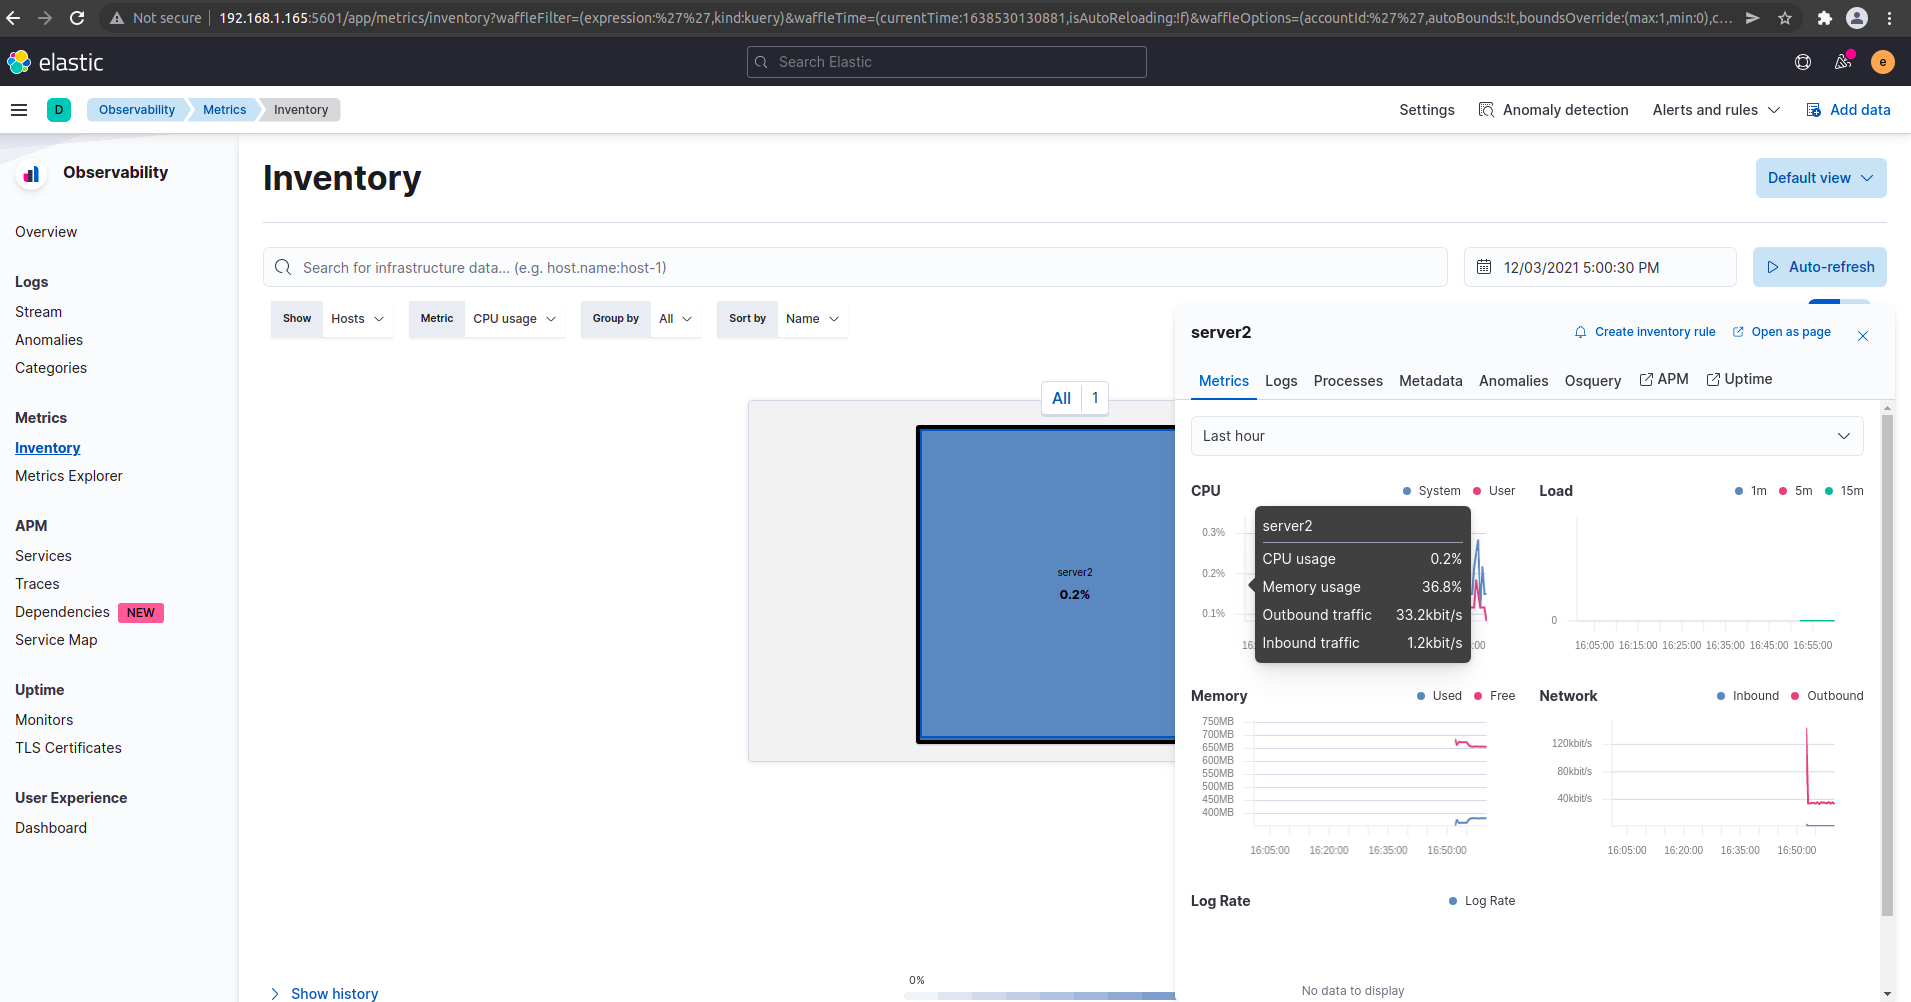 Not secure 192.168.1.165:5601/app/metrics/inventory?waffleFilter=(expression:%27%27,kind:kuery)&waffleTime=(currentTime:1638530130881,isAutoReloading:!f)&waffleOptions=(accountId:%27%27,autoBounds:!t,boundsOverride:(max:1,min:0),c...
elastic Search Elastic e
D Observability Metrics Inventory Settings Anomaly detection Alerts and rules Add data
Observability
Overview
Logs
Stream
Anomalies
Categories
Metrics
Inventory
Metrics Explorer
APM
Services
Traces
Dependencies NEW
Service Map
Uptime
Monitors
TLS Certificates
User Experience
Dashboard
Inventory Default view
Search for infrastructure data... (e.g. host.name:host-1) 12/03/2021 5:00:30 PM Auto-refresh
Show Hosts Metric CPU usage Group by All Sort by Name
All 1
server2
0.2%
Show history
0%
server2 Create inventory rule Open as page
Metrics Logs Processes Metadata Anomalies Osquery APM Uptime
Last hour
CPU System User
0.3%
0.2%
0.1%
16: :00
server2
CPU usage 0.2%
Memory usage 36.8%
Outbound traffic 33.2kbit/s
Inbound traffic 1.2kbit/s
Load 1m 5m 15m
0
16:05:00 16:15:00 16:25:00 16:35:00 16:45:00 16:55:00
Memory Used Free
750MB
700MB
650MB
600MB
550MB
500MB
450MB
400MB
16:05:00 16:20:00 16:35:00 16:50:00
Network Inbound Outbound
120kbit/s
80kbit/s
40kbit/s
16:05:00 16:20:00 16:35:00 16:50:00
Log Rate Log Rate
No data to display